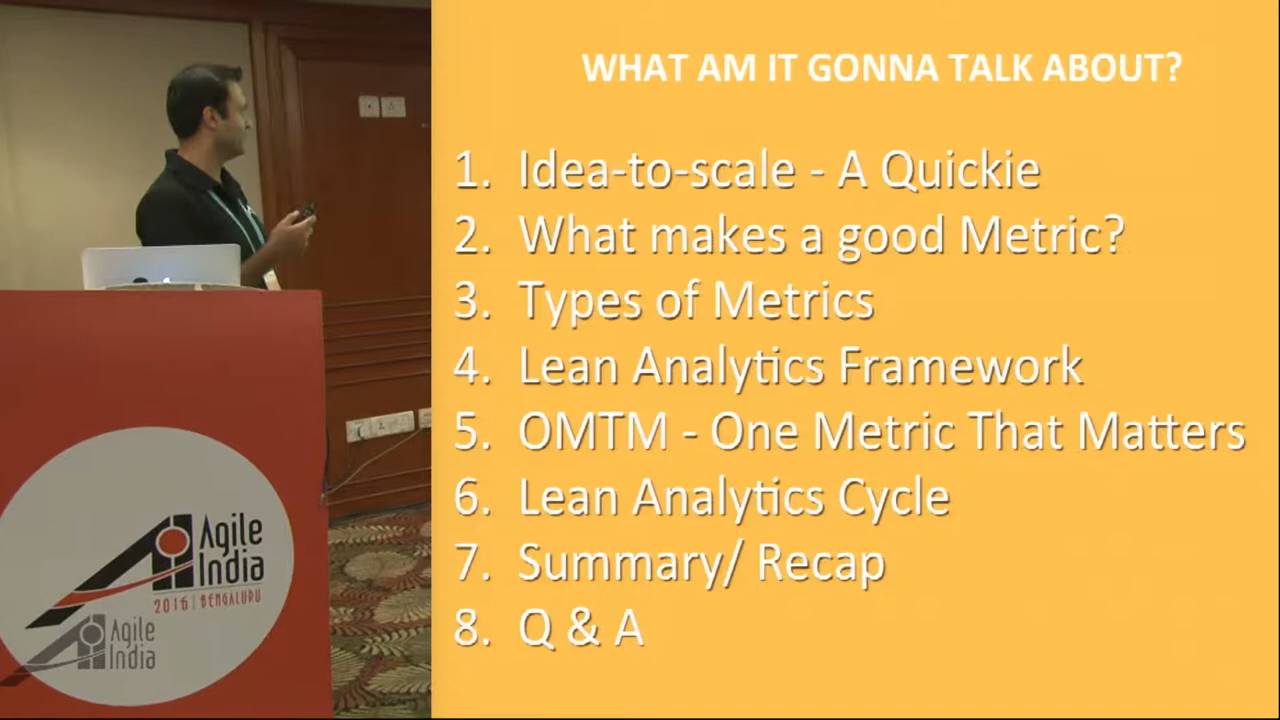 WHAT AM IT GONNA TALK ABOUT?
1. Idea-to-scale - A Quickie
2. What makes a good Metric?
3. Types of Metrics
4. Lean Analytics Framework
5. OMTM - One Metric That Matters
6. Lean Analytics Cycle
7. Summary/ Recap
8. Q & A
Agile
India
2016 | BENGALURU
Agile
India